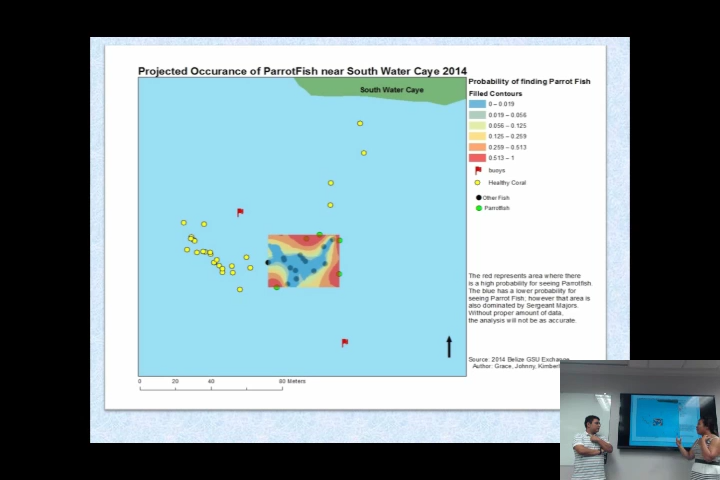 Projected Occurance of ParrotFish near South Water Caye 2014
South Water Caye
Probability of finding Parrot Fish
Filled Contours
0 – 0.019
0.019 – 0.056
0.056 – 0.125
0.125 – 0.259
0.259 – 0.513
0.513 – 1
buoys
Healthy Coral
Other Fish
Parrotfish
The red represents area where there
is a high probability for seeing Parrotfish.
The blue has a lower probability for
seeing Parrot Fish; however that area is
also dominated by Sergeant Majors.
Without proper amount of data,
the analysis will not be as accurate.
Source: 2014 Belize GSU Exchange
Author: Grace, Johnny,
0 20 40 80 Meters